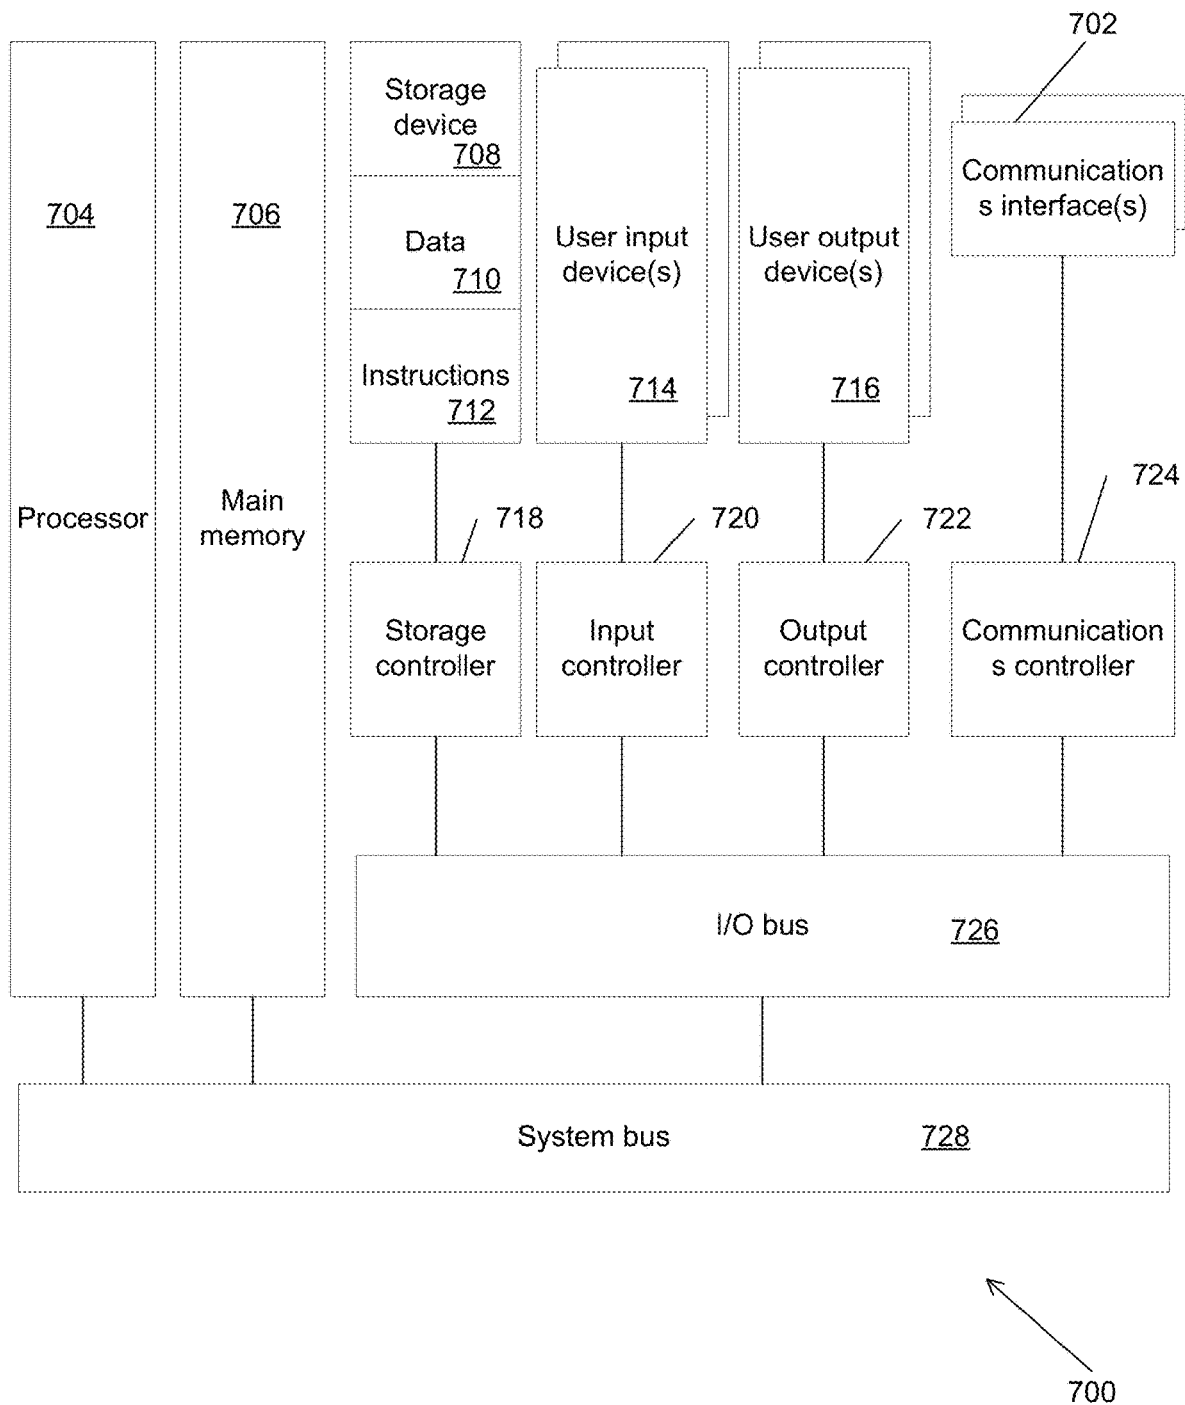 702
704
Processor
706
Main
memory
Storage
device
708
Data
710
Instructions
712
User input
device(s)
714
User output
device(s)
716
Communication
s interface(s)
718
720
722
724
Storage
controller
Input
controller
Output
controller
Communication
s controller
I/O bus
726
System bus
728
700